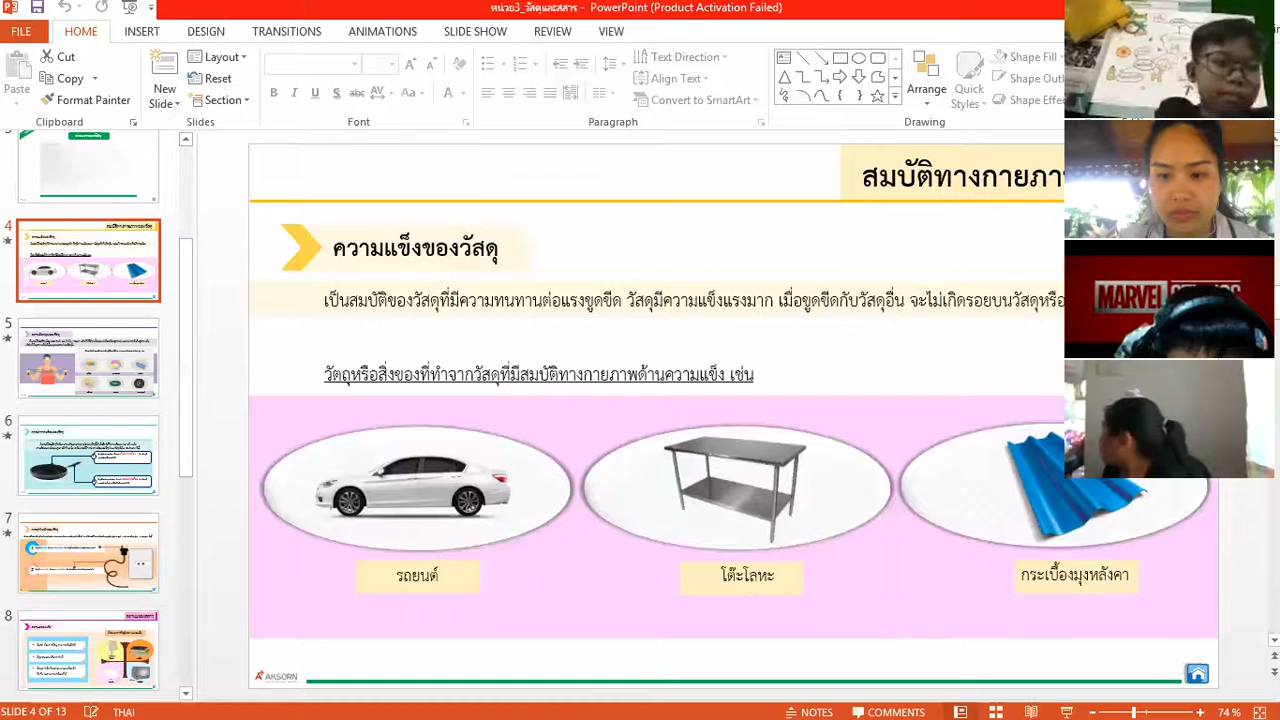 หน่วย3_วัสดุและสสาร - PowerPoint (Product Activation Failed)
FILE HOME INSERT DESIGN TRANSITIONS ANIMATIONS SLIDE SHOW REVIEW VIEW
Paste
Cut
Copy
Format Painter
Clipboard
New Slide
Layout
Reset
Section
Slides
B I U S abc AV Aa A
Font
Text Direction
Align Text
Convert to SmartArt
Paragraph
Arrange
Quick Styles
Shape Fill
Shape Out
Shape Effe
Drawing
4
5
6
7
8
สมบัติทางกายภา
ความแข็งของวัสดุ
เป็นสมบัติของวัสดุที่มีความทนทานต่อแรงขูดขีด วัสดุมีความแข็งแรงมาก เมื่อขูดขีดกับวัสดุอื่น จะไม่เกิดรอยบนวัสดุหรือ
วัตถุหรือสิ่งของที่ทำจากวัสดุที่มีสมบัติทางกายภาพด้านความแข็ง เช่น
รถยนต์
โต๊ะโลหะ
กระเบื้องมุงหลังคา
AKSORN
MARVEL
SLIDE 4 OF 13 THAI NOTES COMMENTS 74 %